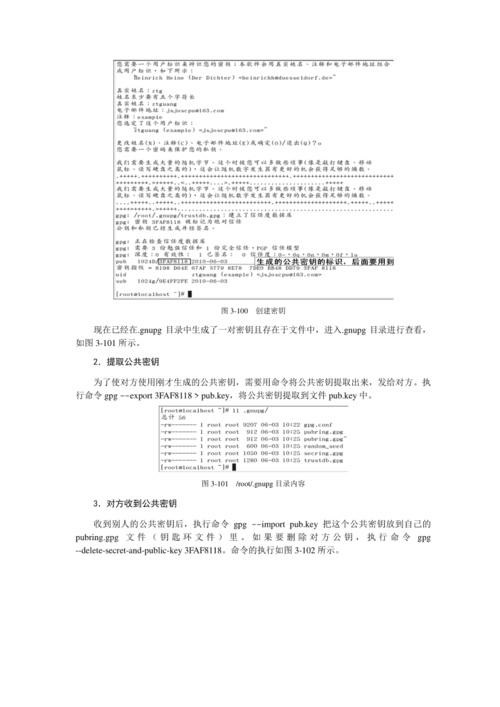 您需要一个用户标识来辨识您的密钥；本软件会用真实姓名、注释和电子邮件地址组合
成用户标识，如下所示：
"Heinrich Heine (Der Dichter) <heinrichh@duesseldorf.de>"
真实姓名：rtg
姓名至少要有五个字符长
真实姓名：rtguang
电子邮件地址：jsjoscpu@163.com
注释：example
您选定了这个用户标识：
"rtguang (example) <jsjoscpu@163.com>"
更改姓名(N)、注释(C)、电子邮件地址(E)或确定(O)/退出(Q)？o
您需要一个密码来保护您的私钥。
我们需要生成大量的随机字节。这个时候您可以多做些琐事(像是敲打键盘、移动
鼠标、读写硬盘之类的)，这会让随机数字发生器有更好的机会获得足够的熵数。
我们需要生成大量的随机字节。这个时候您可以多做些琐事(像是敲打键盘、移动
鼠标、读写硬盘之类的)，这会让随机数字发生器有更好的机会获得足够的熵数。
gpg: /root/.gnupg/trustdb.gpg：建立了信任度数据库
gpg: 密钥 3FAF8118 被标记为绝对信任
公钥和私钥已经生成并经签名。
gpg: 正在检查信任度数据库
gpg: 需要 3 份勉强信任和 1 份完全信任，PGP 信任模型
gpg: 深度：0 有效性： 1 已签名： 0 信任度：0-，0q，0n，0m，0f，1u
pub 1024D/3FAF8118 2010-06-03 生成的公共密钥的标识，后面要用到
uid rtguang (example) <jsjoscpu@163.com>
sub 1024g/9E4FF2FE 2010-06-03
[root@localhost ~]#
图 3-100 创建密钥
现在已经在.gnupg 目录中生成了一对密钥且存在于文件中，进入.gnupg 目录进行查看，
如图 3-101 所示。
2．提取公共密钥
为了使对方使用刚才生成的公共密钥，需要用命令将公共密钥提取出来，发给对方。执
行命令 gpg --export 3FAF8118 > pub.key，将公共密钥提取到文件 pub.key 中。
[root@localhost ~]# ll .gnupg/
总计 56
-rw------- 1 root root 9297 06-03 10:22 gpg.conf
-rw------- 1 root root 912 06-03 10:25 pubring.gpg
-rw------- 1 root root 912 06-03 10:25 pubring.gpg~
-rw------- 1 root root 600 06-03 10:25 random_seed
-rw------- 1 root root 1050 06-03 10:25 secring.gpg
-rw------- 1 root root 1280 06-03 10:25 trustdb.gpg
[root@localhost ~]#
图 3-101 /root/.gnupg 目录内容
3．对方收到公共密钥
收到别人的公共密钥后，执行命令 gpg --import pub.key 把这个公共密钥放到自己的
pubring.gpg 文件（钥匙环文件）里。如果要删除对方公钥，执行命令 gpg
--delete-secret-and-public-key 3FAF8118。命令的执行如图 3-102 所示。